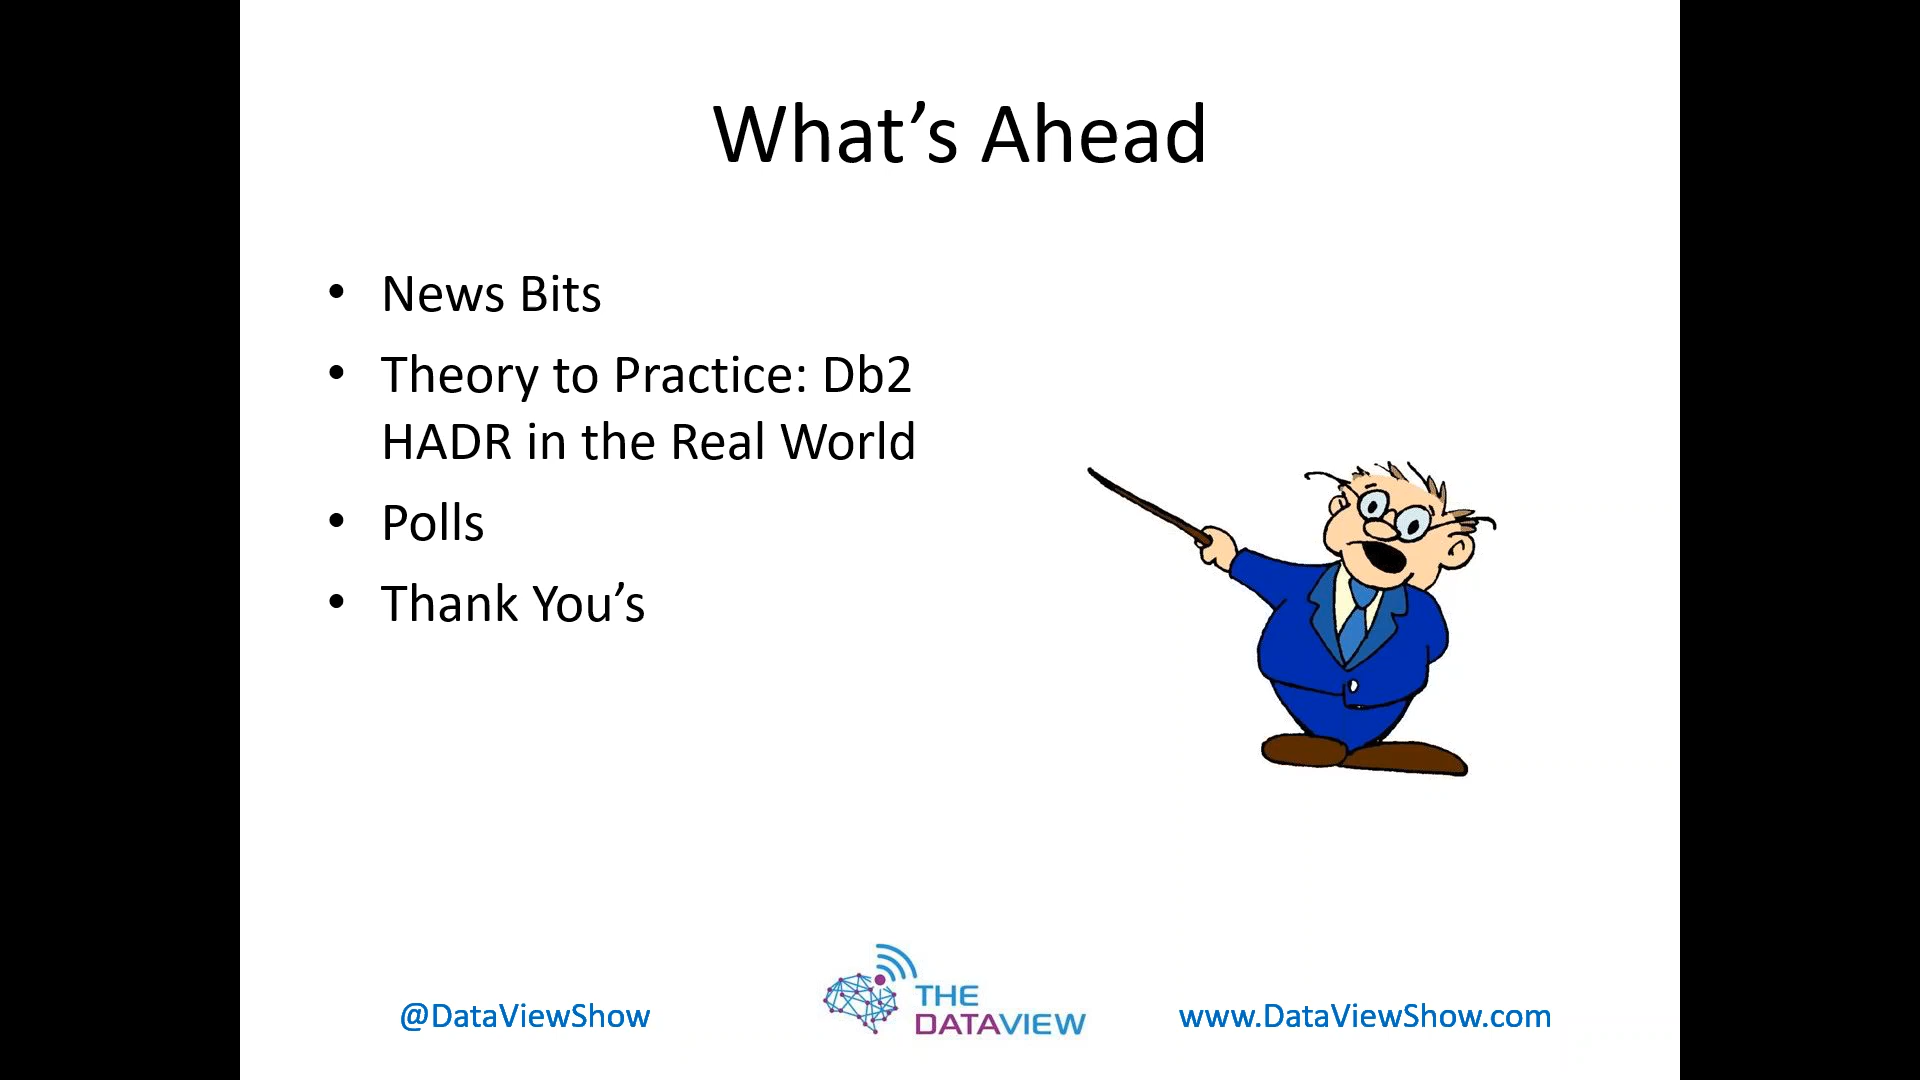 What’s Ahead
• News Bits
• Theory to Practice: Db2
HADR in the Real World
• Polls
• Thank You’s
@DataViewShow
THE
DATAVIEW
www.DataViewShow.com